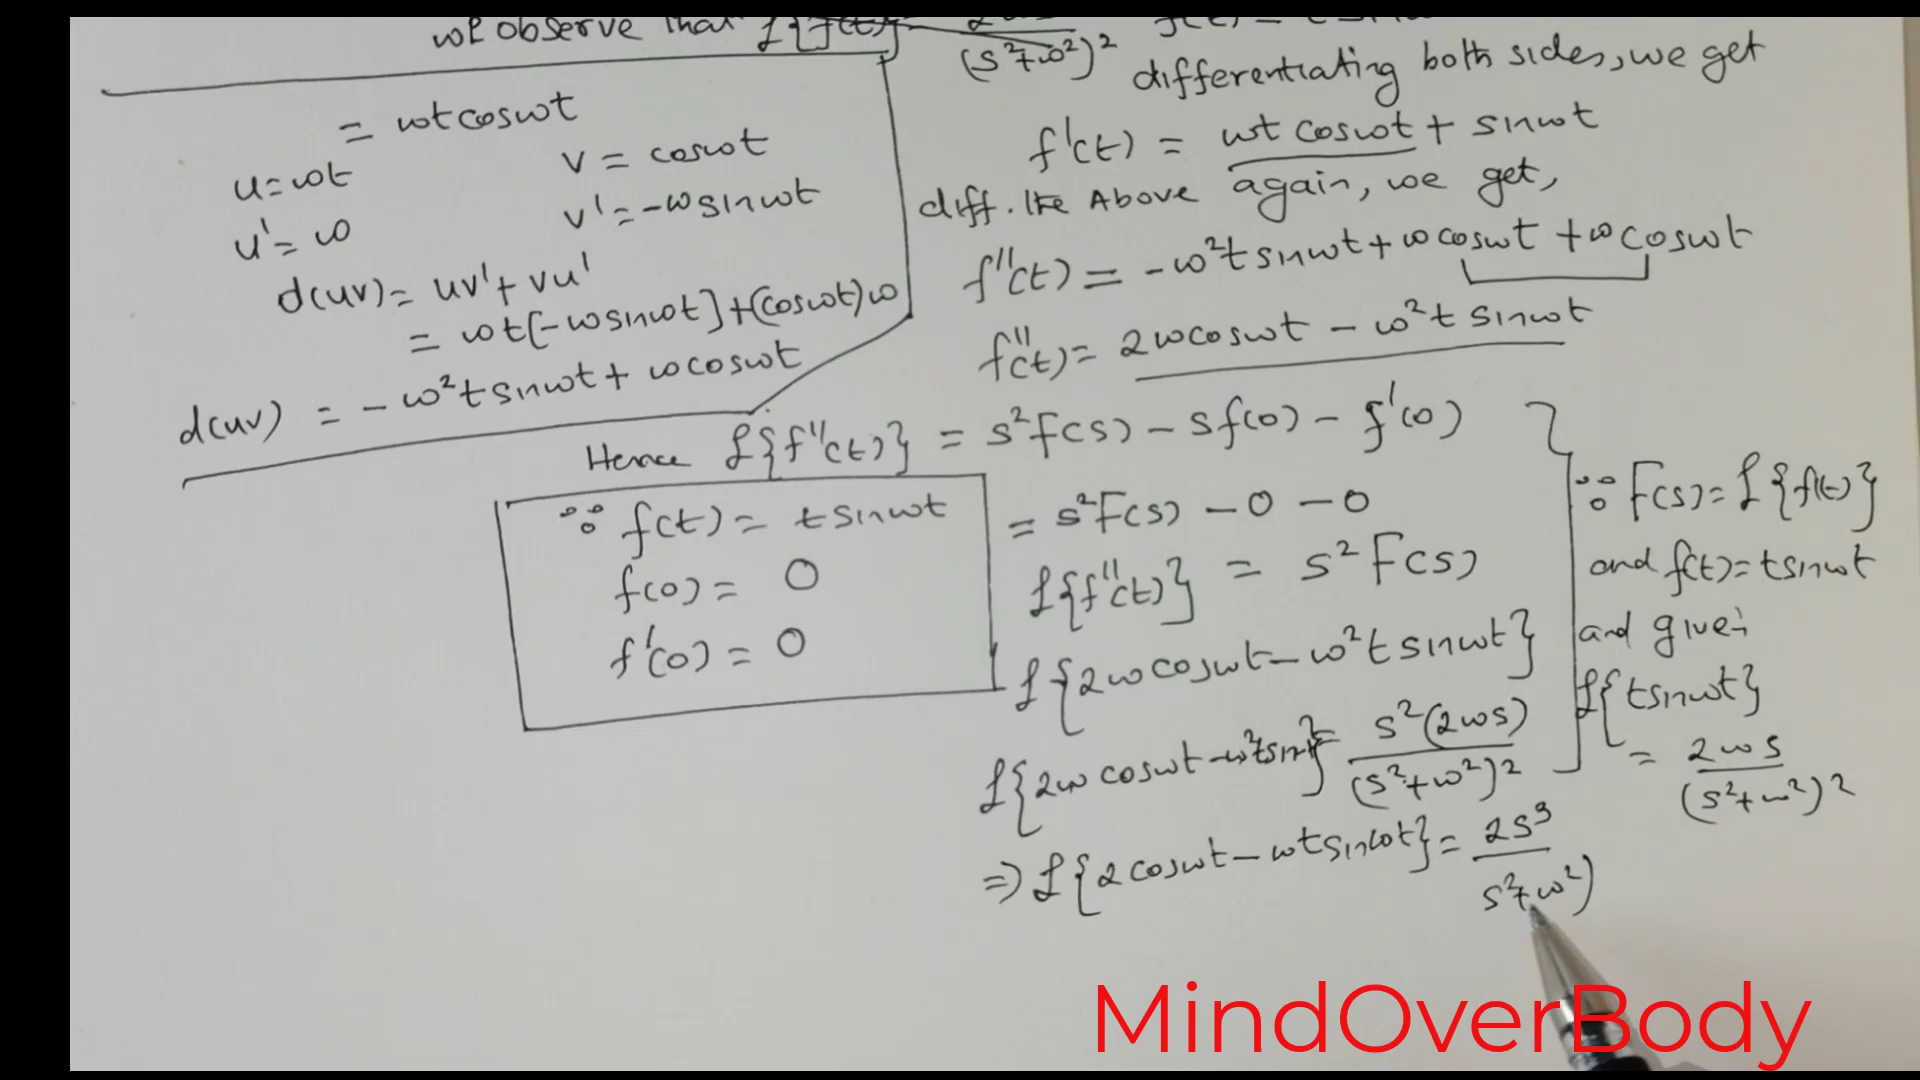 we observe that £{f(t)}
(s²+ω²)²
= ωt cosωt
u = ωt
v = cosωt
u' = ω
v' = -ω sinωt
d(uv) = uv' + vu'
= ωt[-ω sinωt] + (cosωt)ω
d(uv) = -ω²t sinωt + ω cosωt
differentiating both sides, we get
f'(t) = ωt cosωt + sinωt
diff. the Above again, we get,
f''(t) = -ω²t sinωt + ω cosωt + ω cosωt
f''(t) = 2ω cosωt - ω²t sinωt
Hence £{f''(t)} = s²F(s) - sf(0) - f'(0)
∵ f(t) = t sinωt
f(0) = 0
f'(0) = 0
= s²F(s) - 0 - 0
£{f''(t)} = s²F(s)
£{2ω cosωt - ω²t sinωt}
£{2ω cosωt - ω²t sin } = s²(2ωs)/(s²+ω²)²
⇒ £{2 cosωt - ωt sinωt} = 2s³/s²+ω²)
∵ F(s) = £{f(t)}
and f(t) = t sinωt
and given
£{t sinωt}
= 2ωs/(s²+ω²)²
MindOverBody